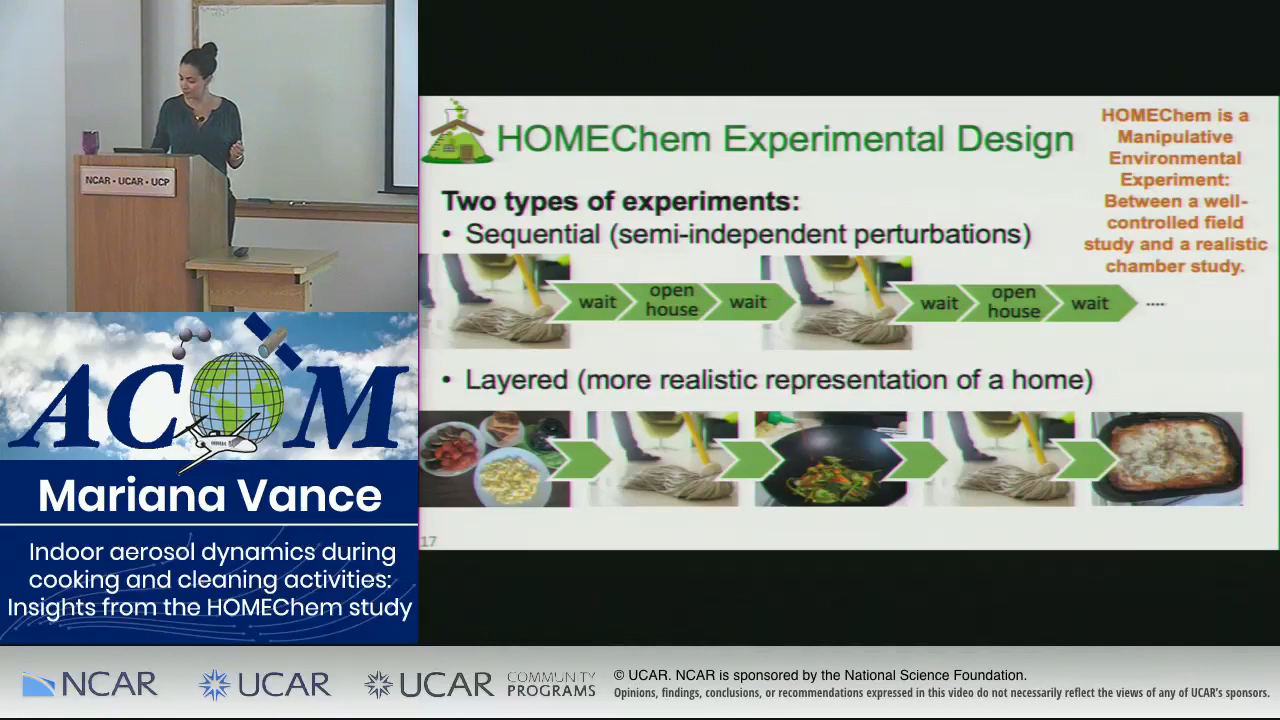 NCAR • UCAR • UCP
ACOM
Mariana Vance
Indoor aerosol dynamics during
cooking and cleaning activities:
Insights from the HOMEChem study
HOMEChem Experimental Design
HOMEChem is a
Manipulative
Environmental
Experiment:
Between a well-
controlled field
study and a realistic
chamber study.
Two types of experiments:
• Sequential (semi-independent perturbations)
wait
open
house
wait
wait
open
house
wait
....
• Layered (more realistic representation of a home)
17
NCAR
UCAR
UCAR
COMMUNITY
PROGRAMS
© UCAR. NCAR is sponsored by the National Science Foundation.
Opinions, findings, conclusions, or recommendations expressed in this video do not necessarily reflect the views of any of UCAR's sponsors.